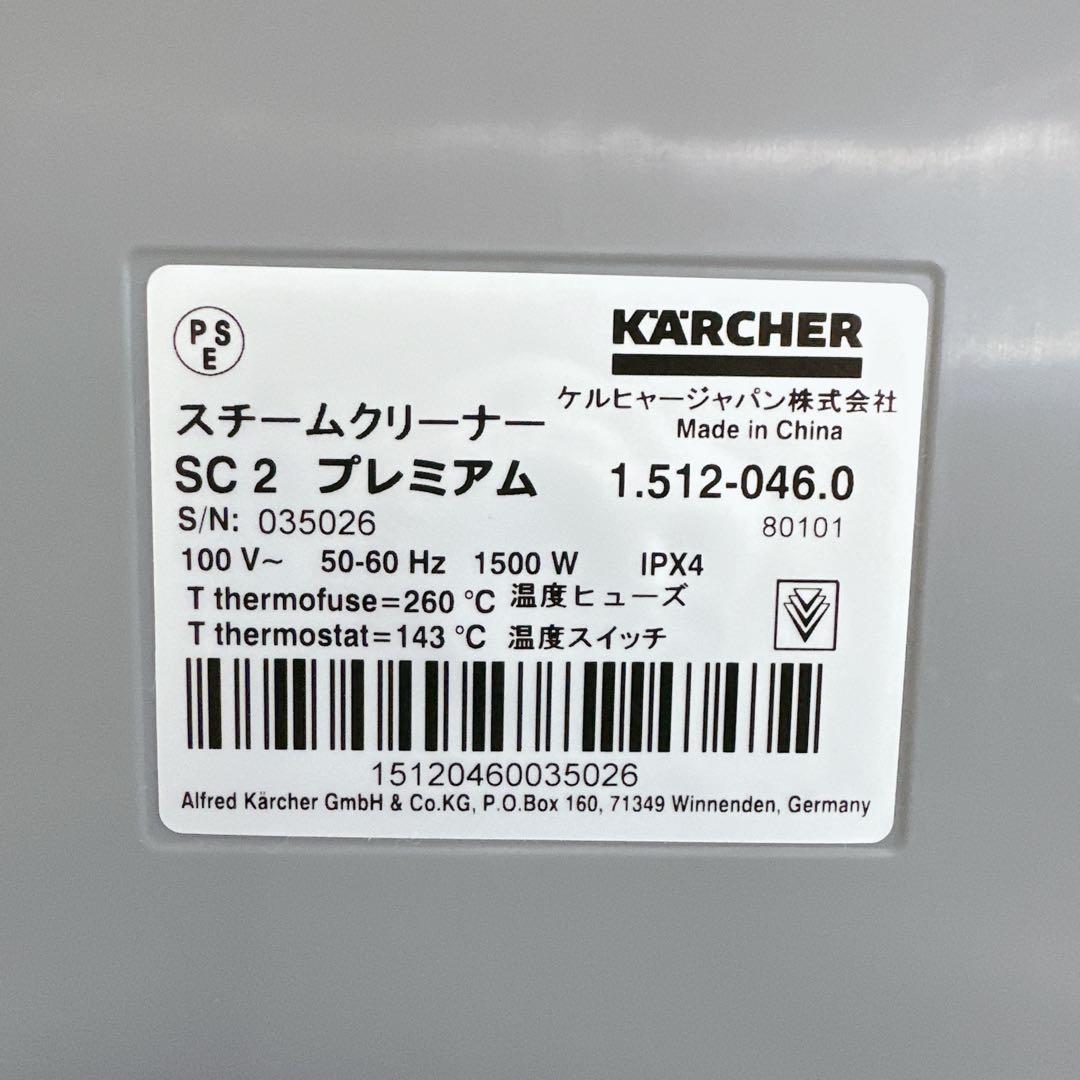 PSE
KÄRCHER
ケルヒャージャパン株式会社
Made in China
スチームクリーナー
SC 2 プレミアム 1.512-046.0
S/N: 035026 80101
100 V~ 50-60 Hz 1500 W IPX4
T thermofuse=260 °C 温度ヒューズ
T thermostat=143 °C 温度スイッチ
15120460035026
Alfred Kärcher GmbH & Co.KG, P.O.Box 160, 71349 Winnenden, Germany